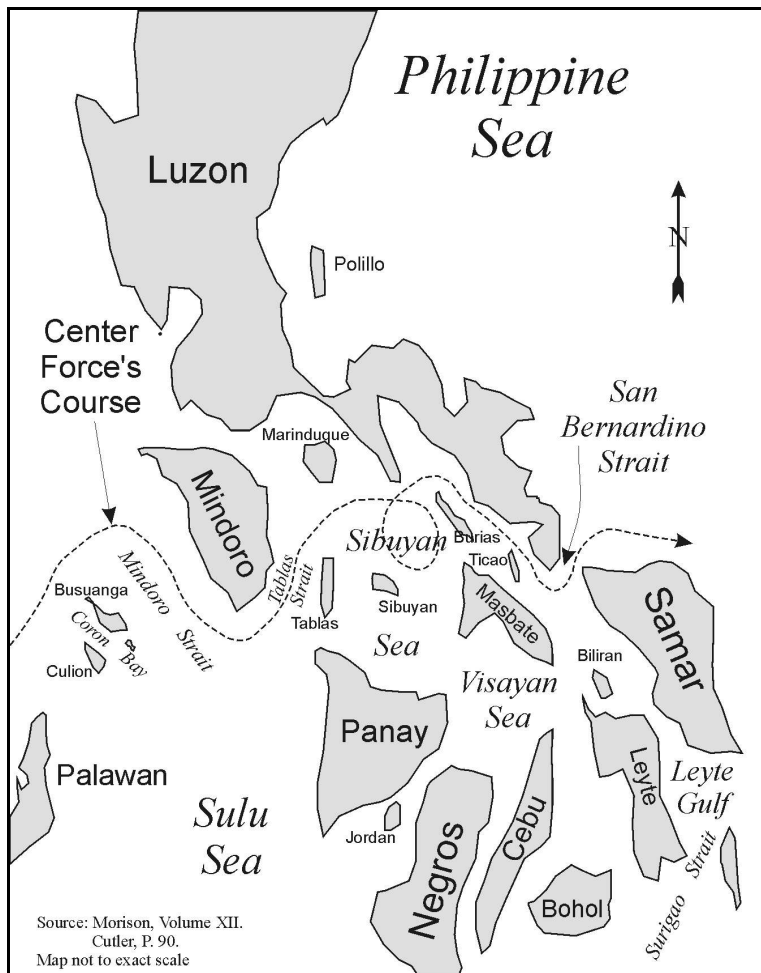 Philippine
Sea
Luzon
N
Polillo
Center
Force's
Course
San
Bernardino
Strait
Marinduque
Mindoro
Sibuyan
Burias
Ticao
Tablas
Strait
Mindoro
Strait
Busuanga
Coron
Bay
Culion
Tablas
Sibuyan
Masbate
Samar
Sea
Biliran
Visayan
Sea
Panay
Palawan
Leyte
Leyte
Gulf
Sulu
Sea
Jordan
Negros
Cebu
Bohol
Surigao Strait
Source: Morison, Volume XII.
Cutler, P. 90.
Map not to exact scale